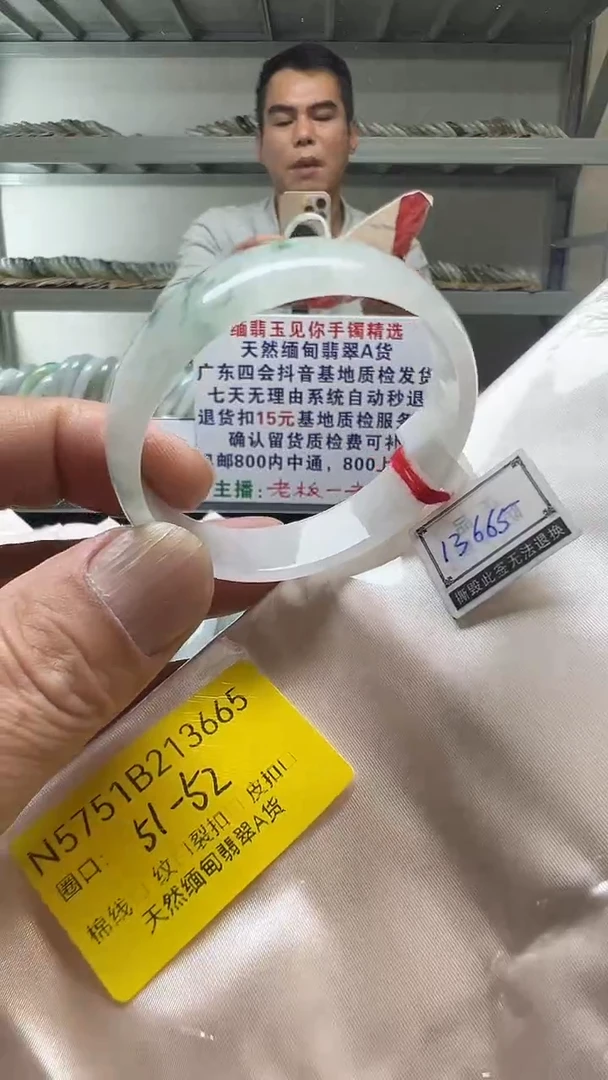 缅翡玉见你手镯精选
天然缅甸翡翠A货
广东四会抖音基地质检发货
七天无理由系统自动秒退
退货扣15元基地质检服务
确认留货质检费可补
邮800内中通，800上
主播：老板一
13665
撕毁此签无法退换
N5751B213665
圈口：51-52
棉线 纹 裂扣 皮扣
天然缅甸翡翠A货